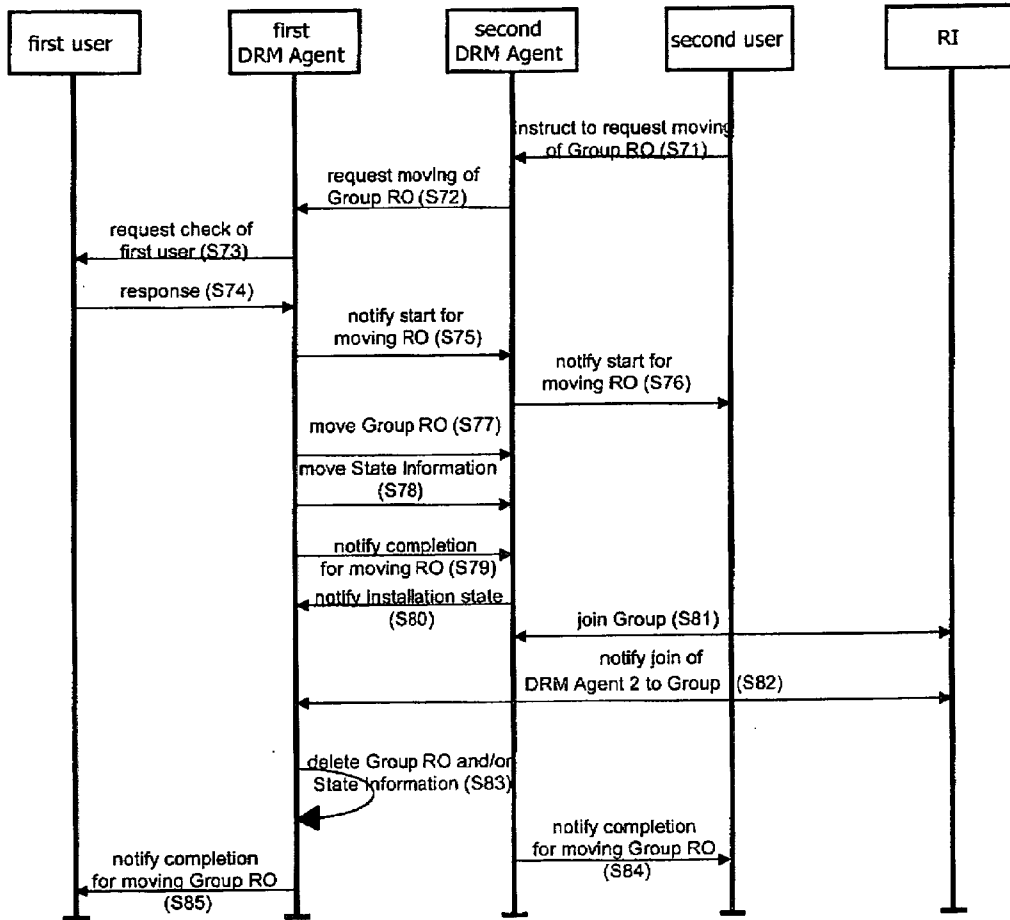 first user
first
DRM Agent
second
DRM Agent
second user
RI
instruct to request moving
of Group RO (S71)
request moving of
Group RO (S72)
request check of
first user (S73)
response (S74)
notify start for
moving RO (S75)
notify start for
moving RO (S76)
move Group RO (S77)
move State Information
(S78)
notify completion
for moving RO (S79)
notify installation state
(S80)
join Group (S81)
notify join of
DRM Agent 2 to Group (S82)
delete Group RO and/or
State Information (S83)
notify completion
for moving Group RO
(S84)
notify completion
for moving Group RO
(S85)